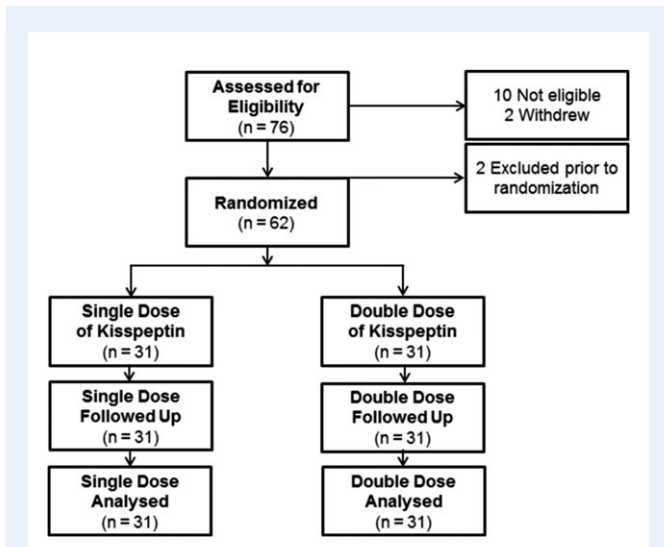 Assessed for
Eligibility
(n = 76)
10 Not eligible
2 Withdrew
2 Excluded prior to
randomization
Randomized
(n = 62)
Single Dose
of Kisspeptin
(n = 31)
Double Dose
of Kisspeptin
(n = 31)
Single Dose
Followed Up
(n = 31)
Double Dose
Followed Up
(n = 31)
Single Dose
Analysed
(n = 31)
Double Dose
Analysed
(n = 31)